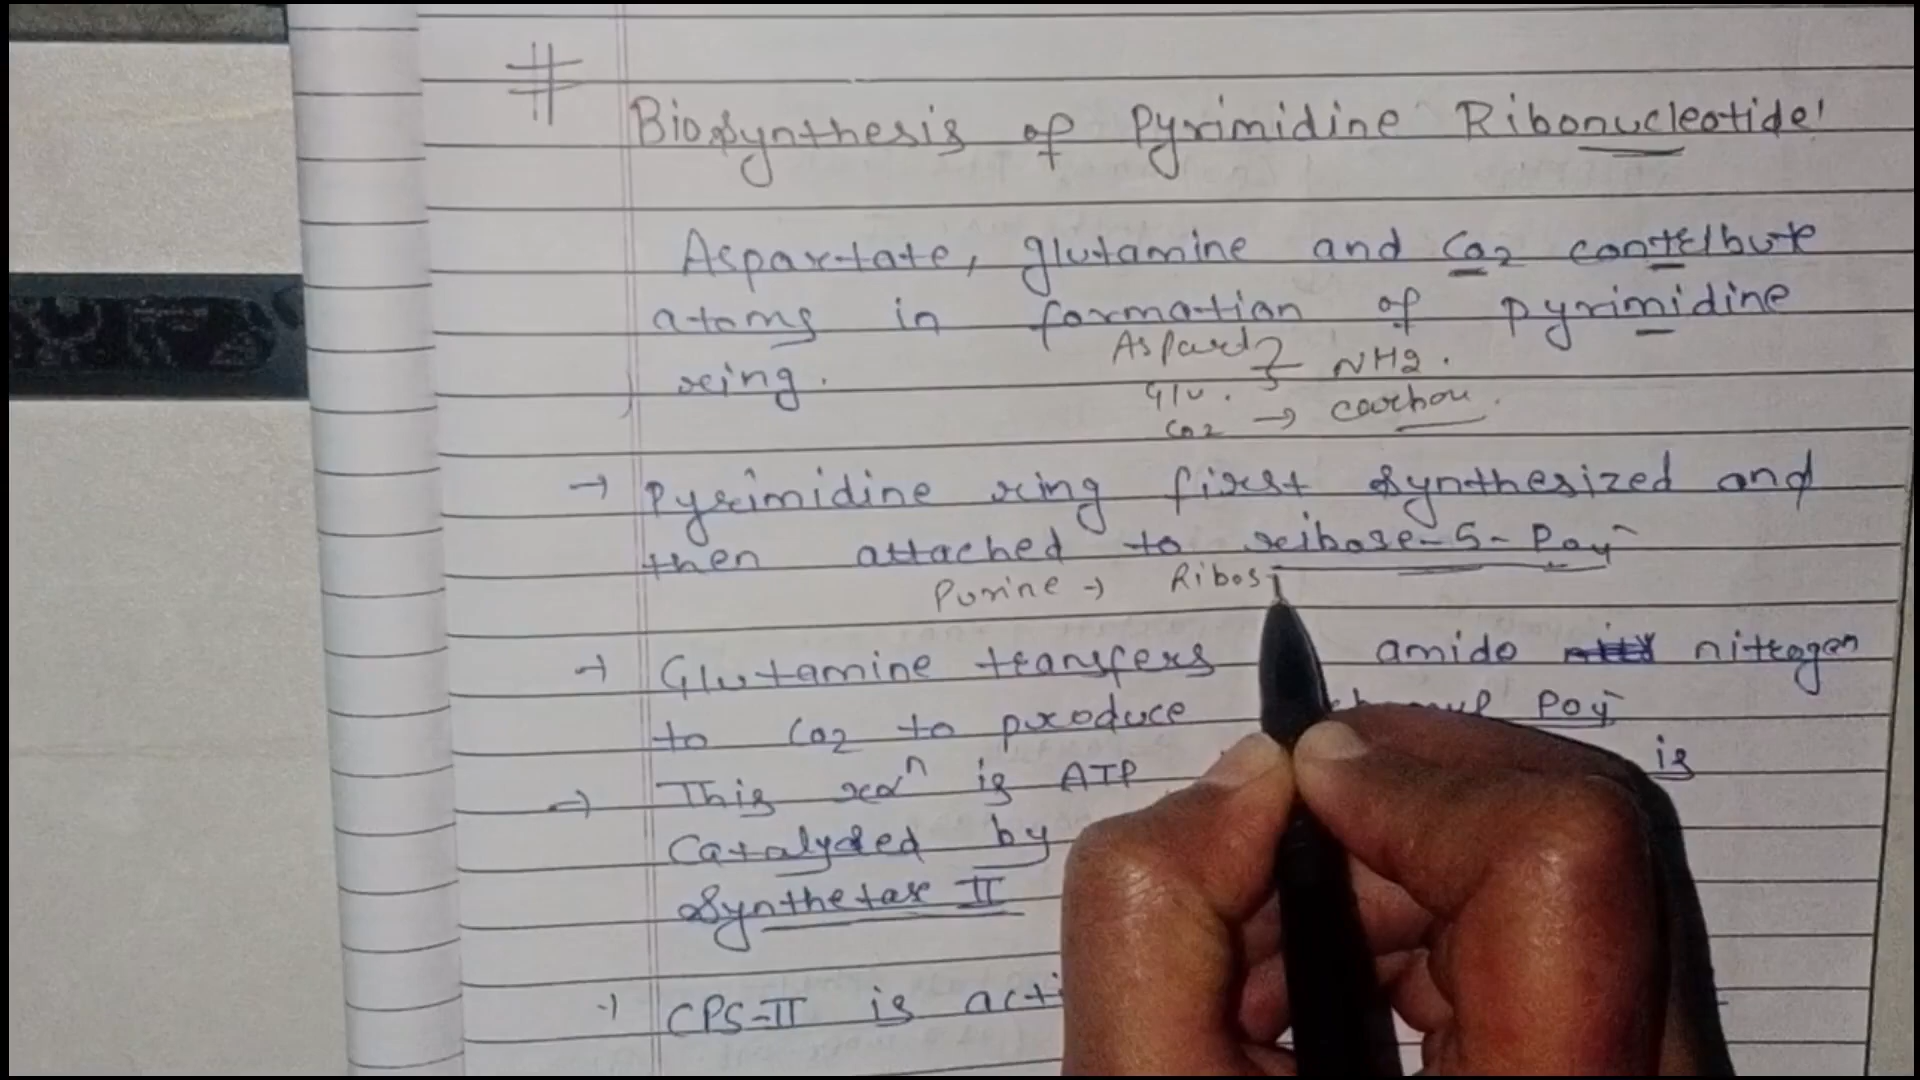 #
Biosynthesis of Pyrimidine Ribonucleotide
Aspartate, glutamine and CO2 contribute
atoms in formation of pyrimidine
ring.
Aspart
Glu.
NH2.
CO2 → carbon.
→ Pyrimidine ring first synthesized and
then attached to ribose-5-Po4-
Purine → Ribos
→ Glutamine transfers amido nitrogen
to CO2 to produce Po4-
→ This rxn is ATP is
Catalysed by
Synthetase II
→ CPS-II is acti